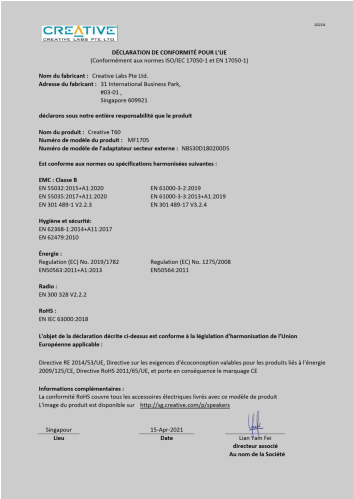 2021A
CREATIVE
CREATIVE LABS PTE. LTD.
DÉCLARATION DE CONFORMITÉ POUR L'UE
(Conformément aux normes ISO/IEC 17050-1 et EN 17050-1)
Nom du fabricant : Creative Labs Pte Ltd.
Adresse du fabricant : 31 International Business Park,
#03-01 ,
Singapore 609921
déclarons sous notre entière responsabilité que le produit
Nom du produit : Creative T60
Numéro de modèle du produit : MF1705
Numéro de modèle de l'adaptateur secteur externe : NBS30D180200D5
Est conforme aux normes ou spécifications harmonisées suivantes :
EMC : Classe B
EN 55032:2015+A1:2020 EN 61000-3-2:2019
EN 55035:2017+A11:2020 EN 61000-3-3:2013+A1:2019
EN 301 489-1 V2.2.3 EN 301 489-17 V3.2.4
Hygiène et sécurité:
EN 62368-1:2014+A11:2017
EN 62479:2010
Énergie :
Regulation (EC) No. 2019/1782 Regulation (EC) No. 1275/2008
EN50563:2011+A1:2013 EN50564:2011
Radio :
EN 300 328 V2.2.2
RoHS :
EN IEC 63000:2018
L'objet de la déclaration décrite ci-dessus est conforme à la législation d'harmonisation de l'Union
Européenne applicable :
Directive RE 2014/53/UE, Directive sur les exigences d'écoconception valables pour les produits liés à l'énergie
2009/125/CE, Directive RoHS 2011/65/UE, et porte en conséquence le marquage CE
Informations complémentaires :
La conformité RoHS couvre tous les accessoires électriques livrés avec ce modèle de produit
L'image du produit est disponible sur http://sg.creative.com/p/speakers
Singapour 15-Apr-2021 Lian Yam Fei
Lieu Date directeur associé
Au nom de la Société